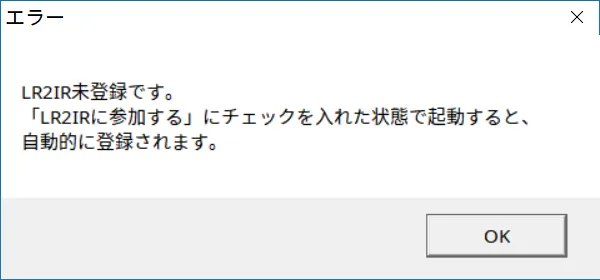 エラー
LR2IR未登録です。
「LR2IRに参加する」にチェックを入れた状態で起動すると、
自動的に登録されます。
OK